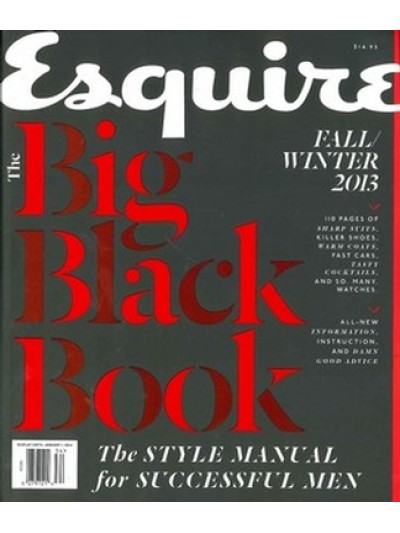 $14.95
Esquire
The
Big
Black
Book
FALL/
WINTER
2013
110 PAGES OF
SHARP SUITS,
KILLER SHOES,
WARM COATS,
FAST CARS,
TASTY
COCKTAILS,
AND SO. MANY.
WATCHES.
ALL-NEW
INFORMATION,
INSTRUCTION,
AND DAMN
GOOD ADVICE
The STYLE MANUAL
for SUCCESSFUL MEN